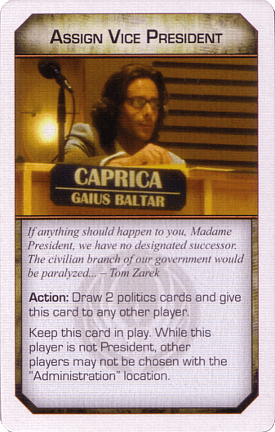 ASSIGN VICE PRESIDENT
CAPRICA
GAIUS BALTAR
If anything should happen to you, Madame
President, we have no designated successor.
The civilian branch of our government would
be paralyzed... – Tom Zarek
Action: Draw 2 politics cards and give
this card to any other player.
Keep this card in play. While this
player is not President, other
players may not be chosen with the
"Administration" location.